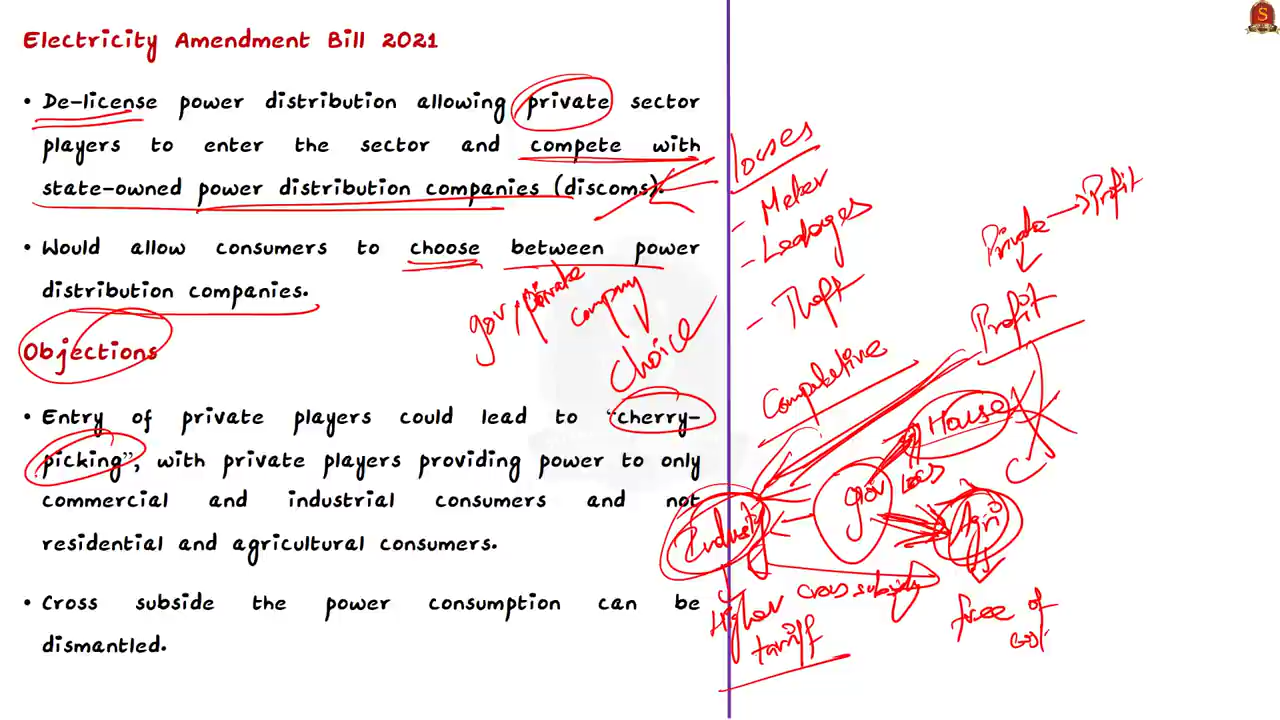 Electricity Amendment Bill 2021
• De-license power distribution allowing private sector
players to enter the sector and compete with
state-owned power distribution companies (discoms).
• Would allow consumers to choose between power
distribution companies.
gov, private
company
choice
Objections
• Entry of private players could lead to "cherry-
picking", with private players providing power to only
commercial and industrial consumers and not
residential and agricultural consumers.
• Cross subside the power consumption can be
dismantled.
losses
- Meter
- Leakages
- Theft
Private → Profit
Profit
Competetive
House
gov loss
Industry
Agri
cross subsidy
Higher
tariff
free of
cost
S